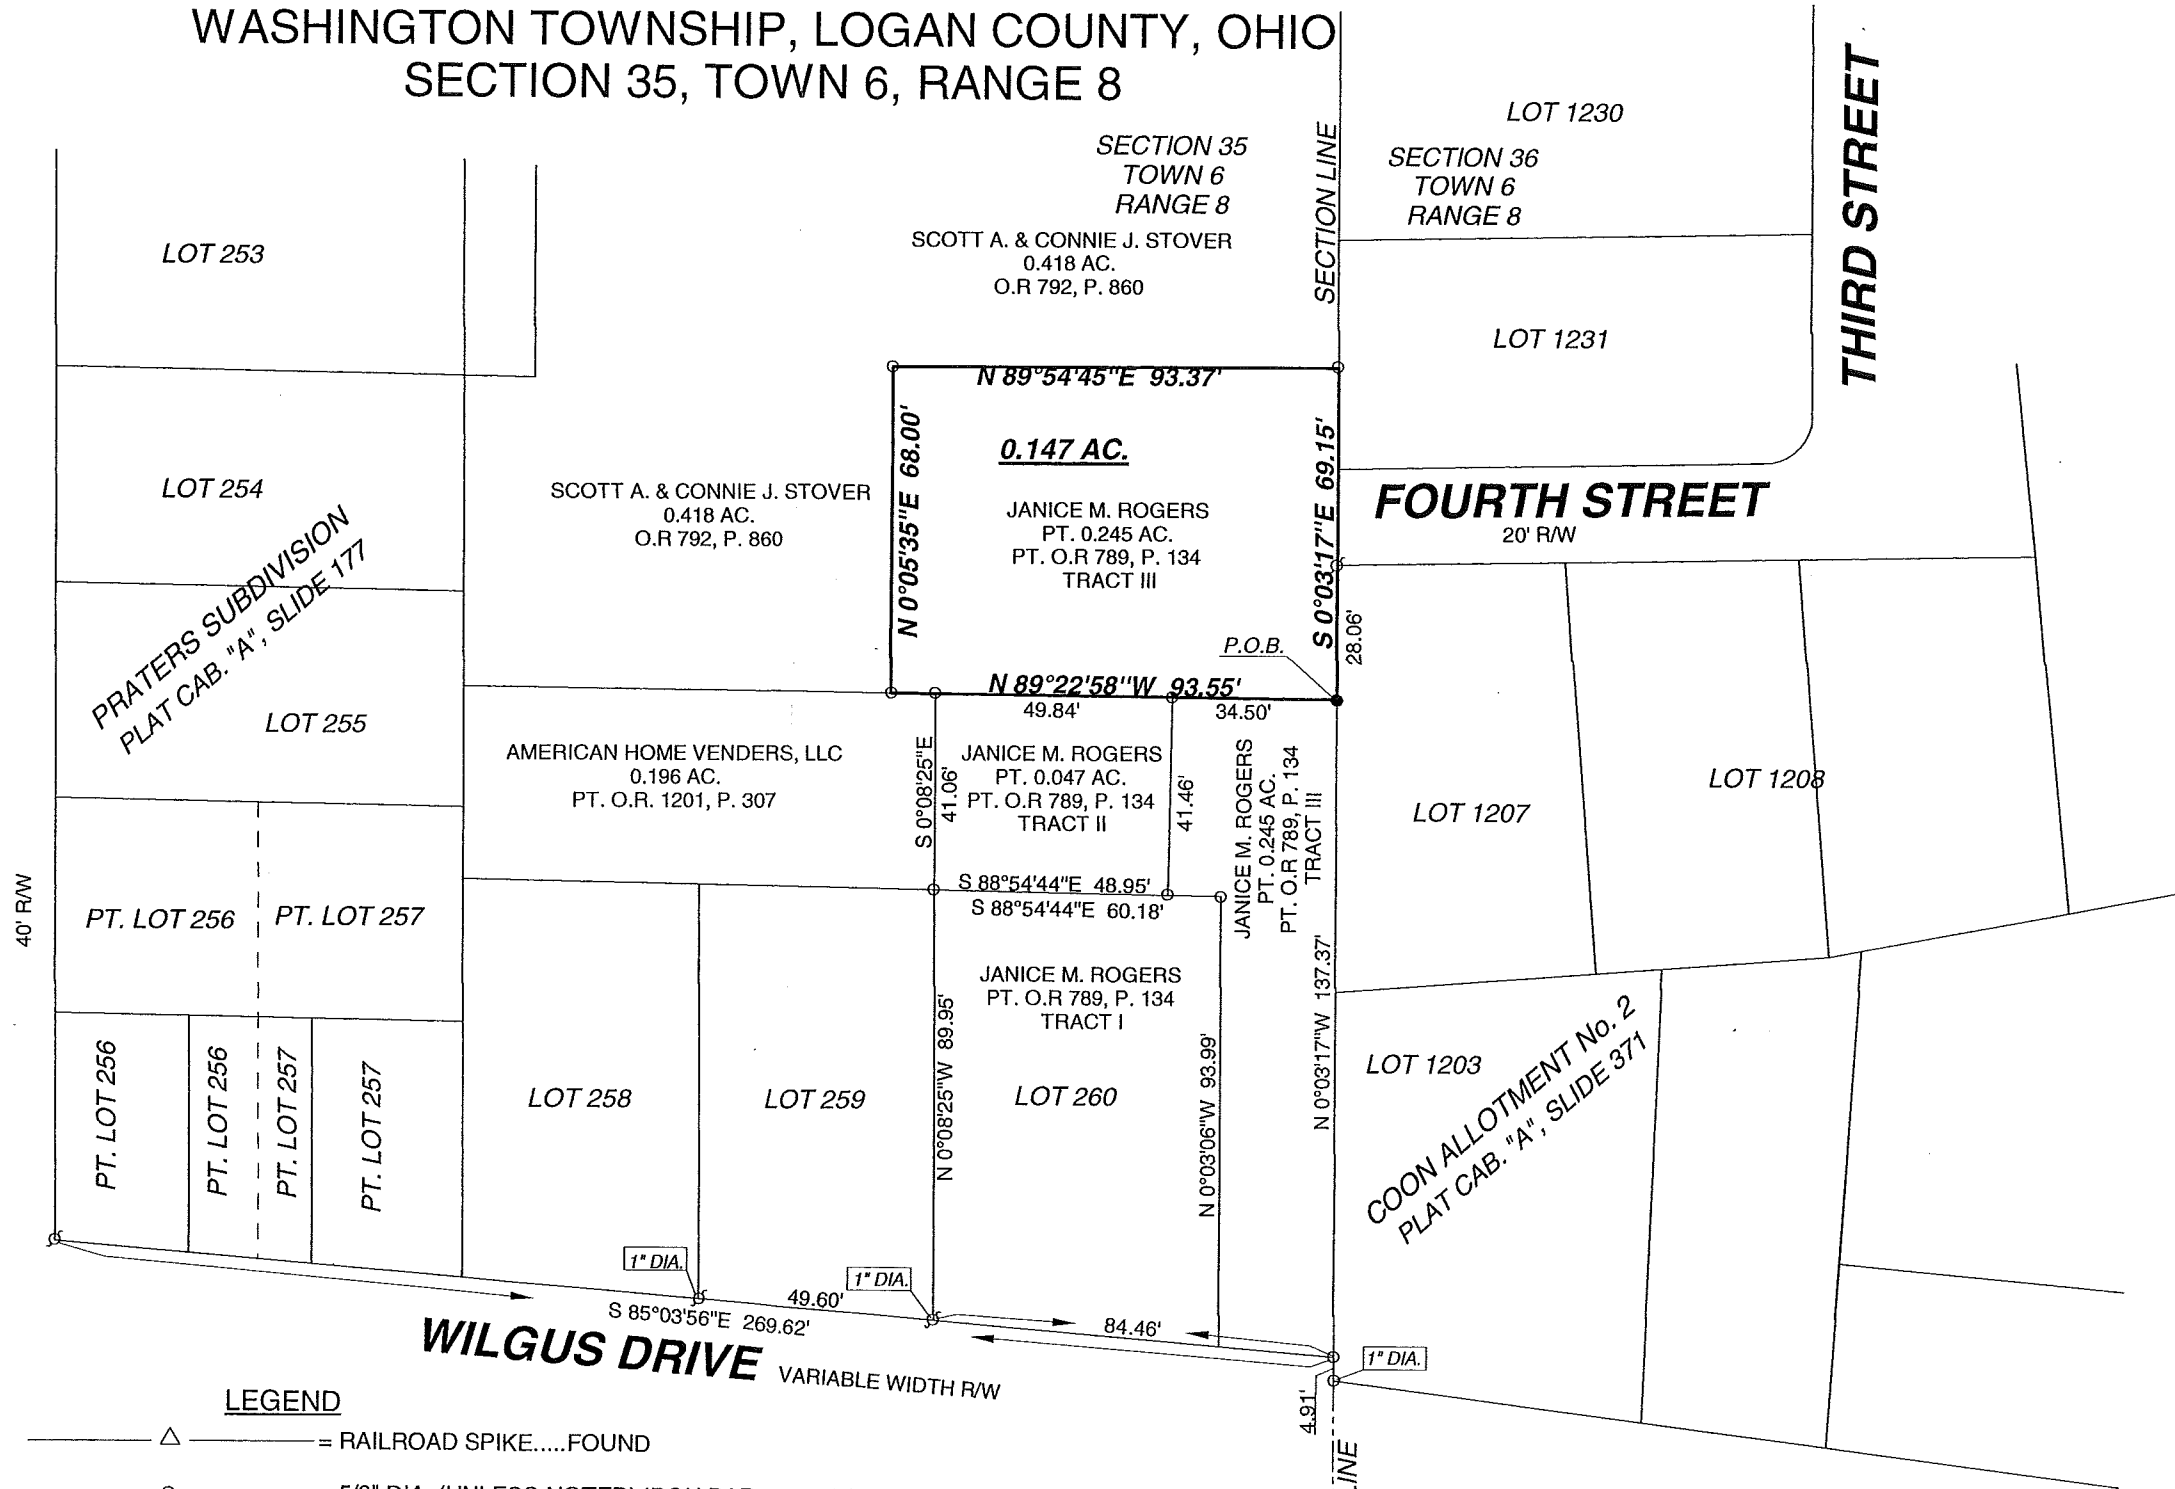 WASHINGTON TOWNSHIP, LOGAN COUNTY, OHIO
SECTION 35, TOWN 6, RANGE 8
LOT 1230
SECTION 35
TOWN 6
RANGE 8
SECTION LINE
SECTION 36
TOWN 6
RANGE 8
THIRD STREET
LOT 253
SCOTT A. & CONNIE J. STOVER
0.418 AC.
O.R 792, P. 860
LOT 1231
N 89°54'45"E 93.37'
N 0°05'35"E 68.00'
0.147 AC.
S 0°03'17"E 69.15'
LOT 254
SCOTT A. & CONNIE J. STOVER
0.418 AC.
O.R 792, P. 860
JANICE M. ROGERS
PT. 0.245 AC.
PT. O.R 789, P. 134
TRACT III
FOURTH STREET
20' R/W
PRATERS SUBDIVISION
PLAT CAB. "A", SLIDE 177
P.O.B.
28.06'
N 89°22'58"W 93.55'
49.84'
34.50'
LOT 255
AMERICAN HOME VENDERS, LLC
0.196 AC.
PT. O.R. 1201, P. 307
S 0°08'25"E
41.06'
JANICE M. ROGERS
PT. 0.047 AC.
PT. O.R 789, P. 134
TRACT II
41.46'
JANICE M. ROGERS
PT. 0.245 AC.
PT. O.R 789, P. 134
TRACT III
LOT 1207
LOT 1208
40' R/W
PT. LOT 256
PT. LOT 257
S 88°54'44"E 48.95'
S 88°54'44"E 60.18'
JANICE M. ROGERS
PT. O.R 789, P. 134
TRACT I
N 0°08'25"W 89.95'
N 0°03'06"W 93.99'
N 0°03'17"W 137.37'
PT. LOT 256
PT. LOT 256
PT. LOT 257
PT. LOT 257
LOT 258
LOT 259
LOT 260
LOT 1203
COON ALLOTMENT No. 2
PLAT CAB. "A", SLIDE 371
1" DIA.
1" DIA.
49.60'
S 85°03'56"E 269.62'
84.46'
1" DIA.
WILGUS DRIVE
VARIABLE WIDTH R/W
4.91'
LINE
LEGEND
= RAILROAD SPIKE.....FOUND